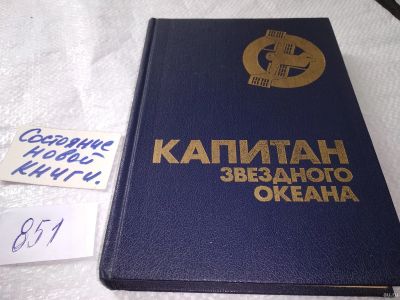 Состояние
новой
книги.
851
КАПИТАН
ЗВЕЗДНОГО
ОКЕАНА